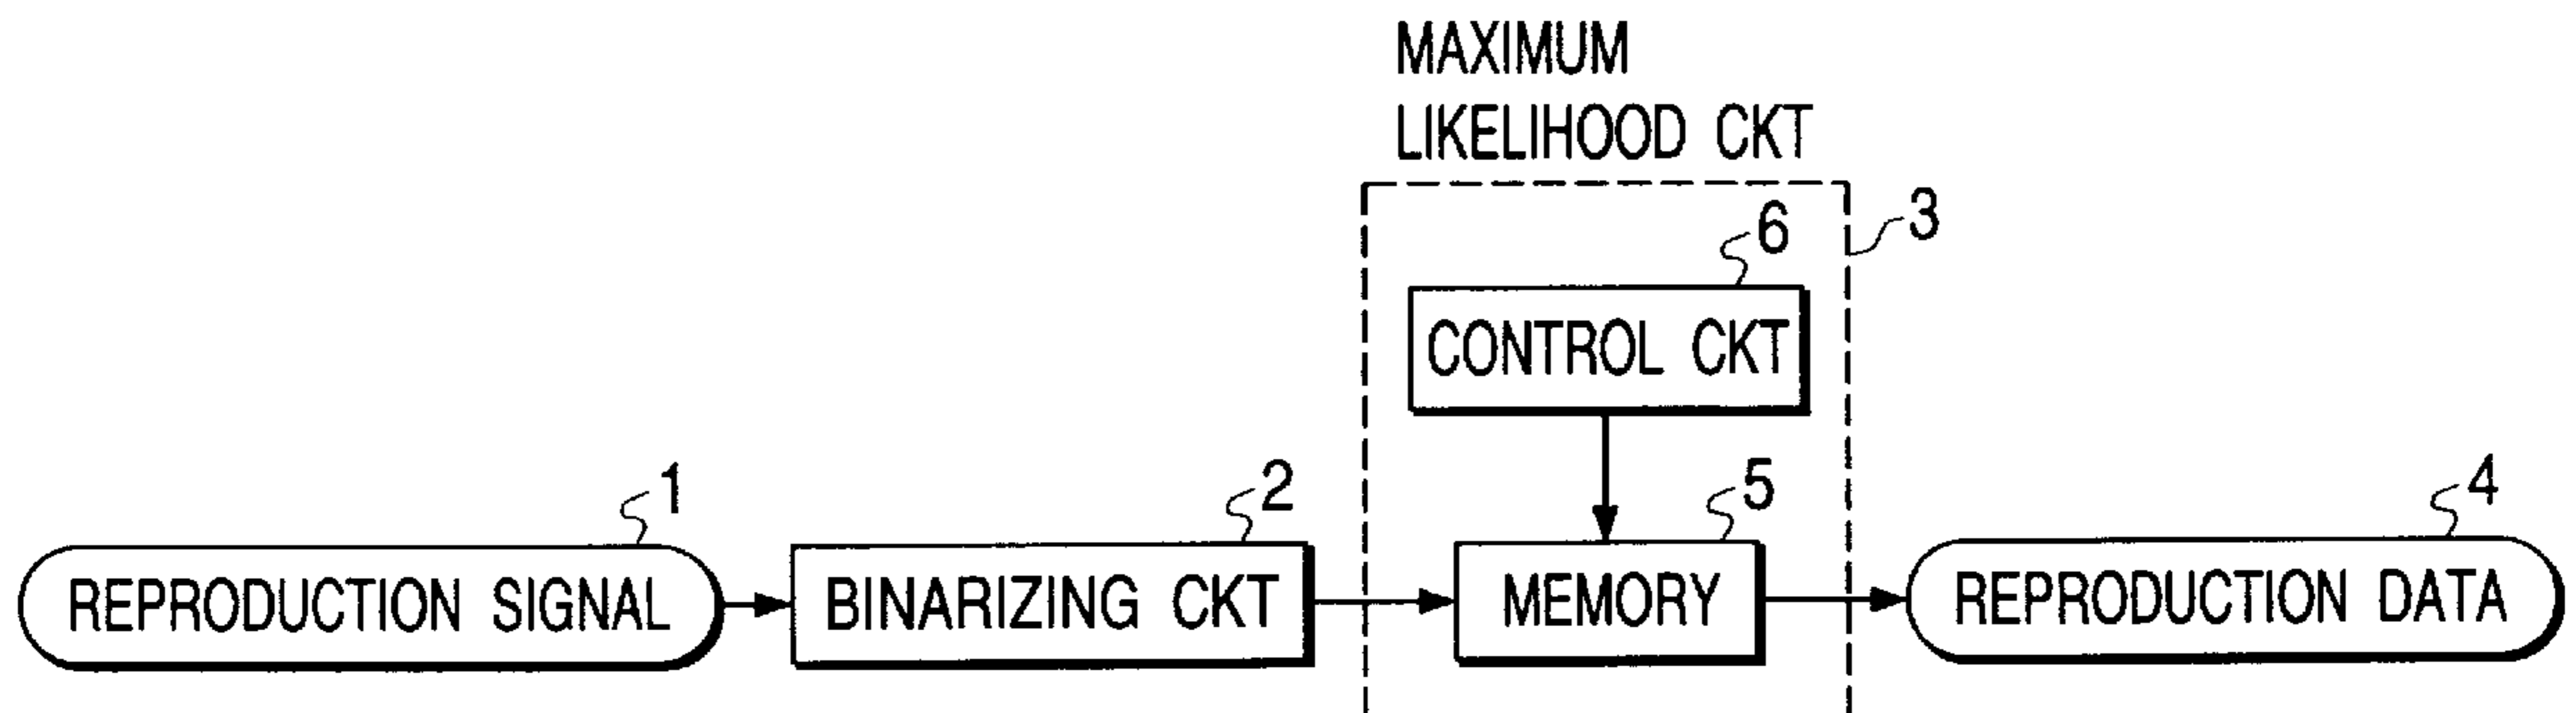 MAXIMUM
LIKELIHOOD CKT
3
6
CONTROL CKT
1
2
5
4
REPRODUCTION SIGNAL
BINARIZING CKT
MEMORY
REPRODUCTION DATA